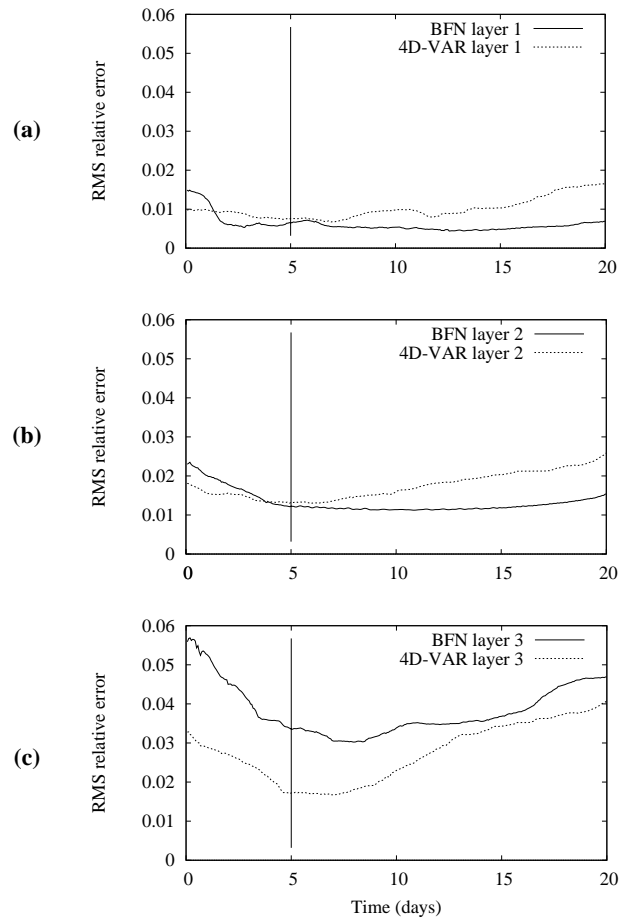 (a)
RMS relative error
0.06
0.05
0.04
0.03
0.02
0.01
0
BFN layer 1
4D-VAR layer 1
0 5 10 15 20
(b)
RMS relative error
0.06
0.05
0.04
0.03
0.02
0.01
0
BFN layer 2
4D-VAR layer 2
0 5 10 15 20
(c)
RMS relative error
0.06
0.05
0.04
0.03
0.02
0.01
0
BFN layer 3
4D-VAR layer 3
0 5 10 15 20
Time (days)